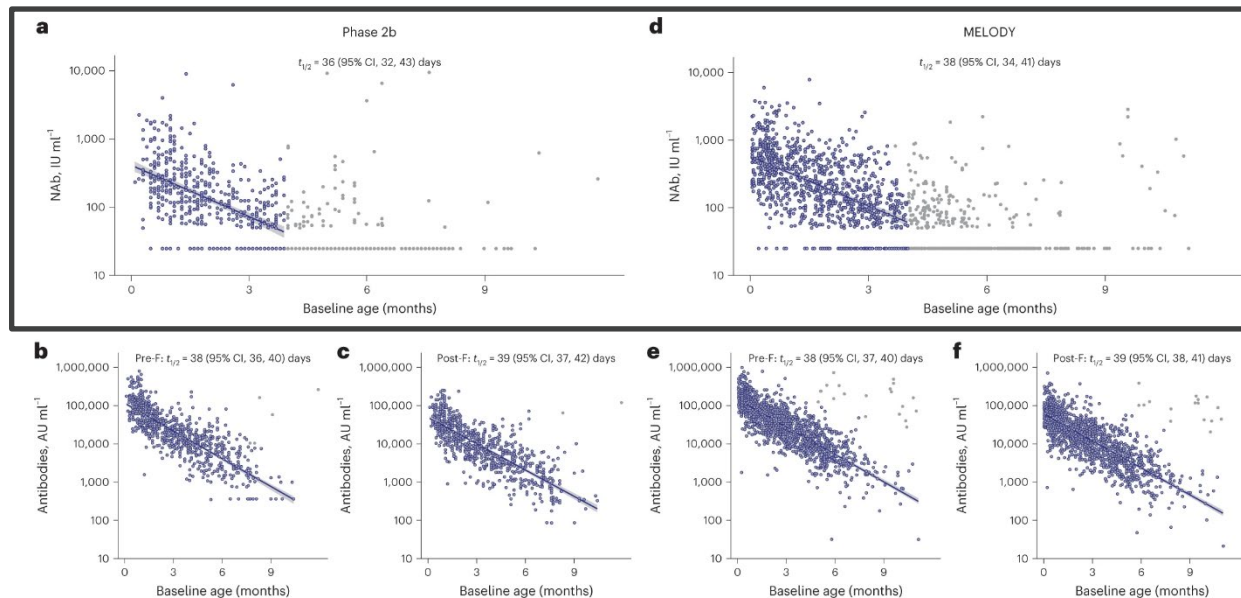 a
Phase 2b
t1/2 = 36 (95% CI, 32, 43) days
NAb, IU ml⁻¹
10,000
1,000
100
10
0 3 6 9
Baseline age (months)
d
MELODY
t1/2 = 38 (95% CI, 34, 41) days
NAb, IU ml⁻¹
10,000
1,000
100
10
0 3 6 9
Baseline age (months)
b
Pre-F: t1/2 = 38 (95% CI, 36, 40) days
Antibodies, AU ml⁻¹
1,000,000
100,000
10,000
1,000
100
10
0 3 6 9
Baseline age (months)
c
Post-F: t1/2 = 39 (95% CI, 37, 42) days
Antibodies, AU ml⁻¹
1,000,000
100,000
10,000
1,000
100
10
0 3 6 9
Baseline age (months)
e
Pre-F: t1/2 = 38 (95% CI, 37, 40) days
Antibodies, AU ml⁻¹
1,000,000
100,000
10,000
1,000
100
10
0 3 6 9
Baseline age (months)
f
Post-F: t1/2 = 39 (95% CI, 38, 41) days
Antibodies, AU ml⁻¹
1,000,000
100,000
10,000
1,000
100
10
0 3 6 9
Baseline age (months)